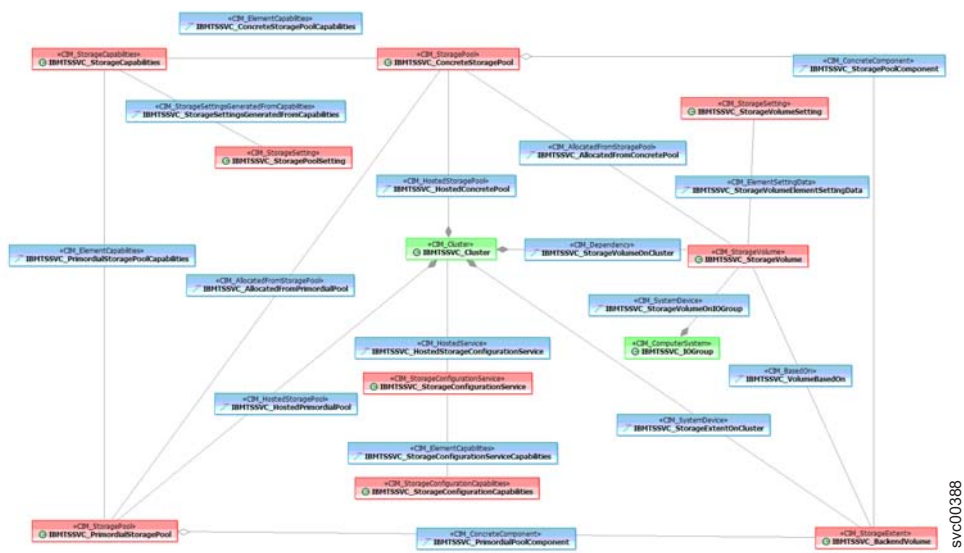 «CIM_ElementCapabilities»
IBMTSSVC_ConcreteStoragePoolCapabilities
«CIM_StorageCapabilities»
IBMTSSVC_StorageCapabilities
«CIM_StoragePool»
IBMTSSVC_ConcreteStoragePool
«CIM_ConcreteComponent»
IBMTSSVC_StoragePoolComponent
«CIM_StorageSettingsGeneratedFromCapabilities»
IBMTSSVC_StorageSettingsGeneratedFromCapabilities
«CIM_StorageSetting»
IBMTSSVC_StorageVolumeSetting
«CIM_StorageSetting»
IBMTSSVC_StoragePoolSetting
«CIM_AllocatedFromStoragePool»
IBMTSSVC_AllocatedFromConcretePool
«CIM_HostedStoragePool»
IBMTSSVC_HostedConcretePool
«CIM_ElementSettingData»
IBMTSSVC_StorageVolumeElementSettingData
«CIM_ElementCapabilities»
IBMTSSVC_PrimordialStoragePoolCapabilities
«CIM_Cluster»
IBMTSSVC_Cluster
«CIM_Dependency»
IBMTSSVC_StorageVolumeOnCluster
«CIM_StorageVolume»
IBMTSSVC_StorageVolume
«CIM_AllocatedFromStoragePool»
IBMTSSVC_AllocatedFromPrimordialPool
«CIM_SystemDevice»
IBMTSSVC_StorageVolumeOnIOGroup
«CIM_HostedService»
IBMTSSVC_HostedStorageConfigurationService
«CIM_ComputerSystem»
IBMTSSVC_IOGroup
«CIM_StorageConfigurationService»
IBMTSSVC_StorageConfigurationService
«CIM_BasedOn»
IBMTSSVC_VolumeBasedOn
«CIM_HostedStoragePool»
IBMTSSVC_HostedPrimordialPool
«CIM_SystemDevice»
IBMTSSVC_StorageExtentOnCluster
«CIM_ElementCapabilities»
IBMTSSVC_StorageConfigurationServiceCapabilities
«CIM_StorageConfigurationCapabilities»
IBMTSSVC_StorageConfigurationCapabilities
«CIM_StoragePool»
IBMTSSVC_PrimordialStoragePool
«CIM_ConcreteComponent»
IBMTSSVC_PrimordialPoolComponent
«CIM_StorageExtent»
IBMTSSVC_BackendVolume
svc00388